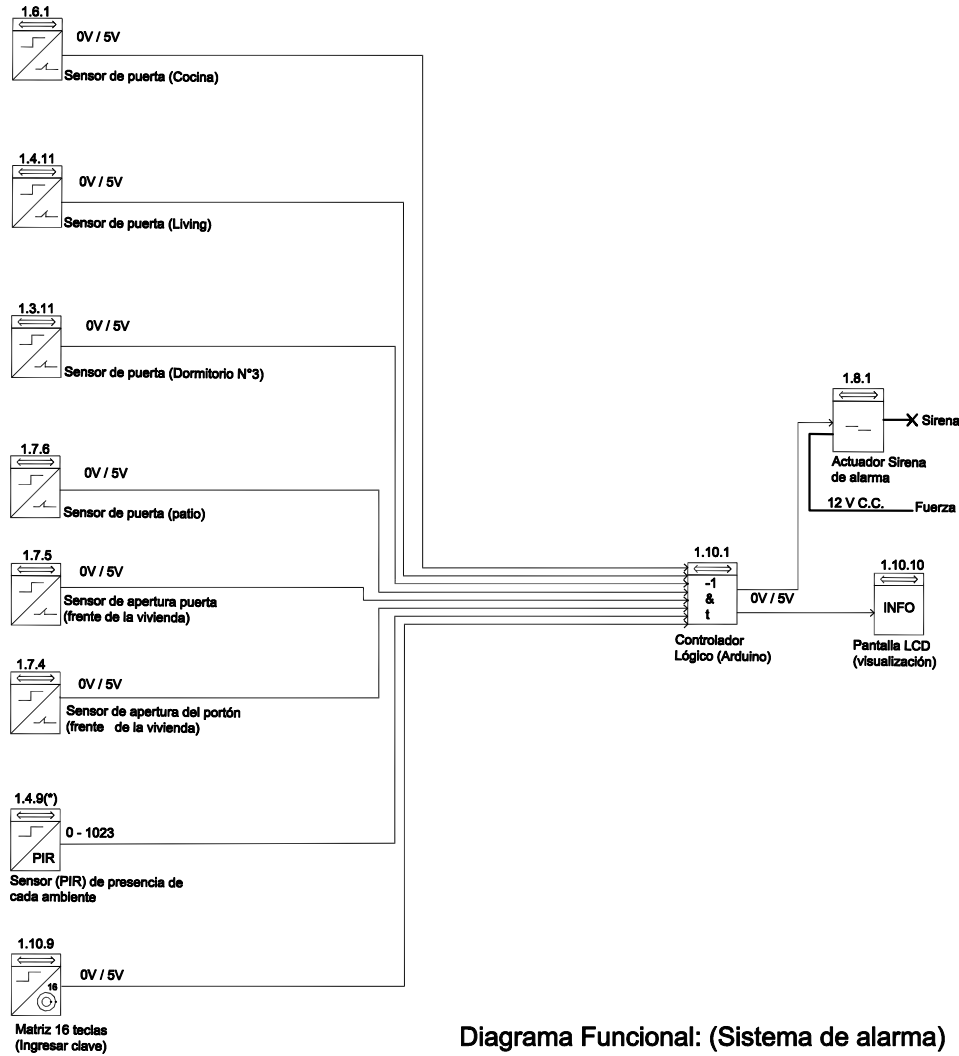 1.6.1
0V / 5V
Sensor de puerta (Cocina)
1.4.11
0V / 5V
Sensor de puerta (Living)
1.3.11
0V / 5V
Sensor de puerta (Dormitorio N°3)
1.7.6
0V / 5V
Sensor de puerta (patio)
1.7.5
0V / 5V
Sensor de apertura puerta
(frente de la vivienda)
1.7.4
0V / 5V
Sensor de apertura del portón
(frente de la vivienda)
1.4.9(*)
0 - 1023
PIR
Sensor (PIR) de presencia de
cada ambiente
1.10.9
0V / 5V
16
Matriz 16 teclas
(Ingresar clave)
1.10.1
-1
&
t
0V / 5V
Controlador
Lógico (Arduino)
1.8.1
Sirena
Actuador Sirena
de alarma
12 V C.C.
Fuerza
1.10.10
INFO
Pantalla LCD
(visualización)
Diagrama Funcional: (Sistema de alarma)